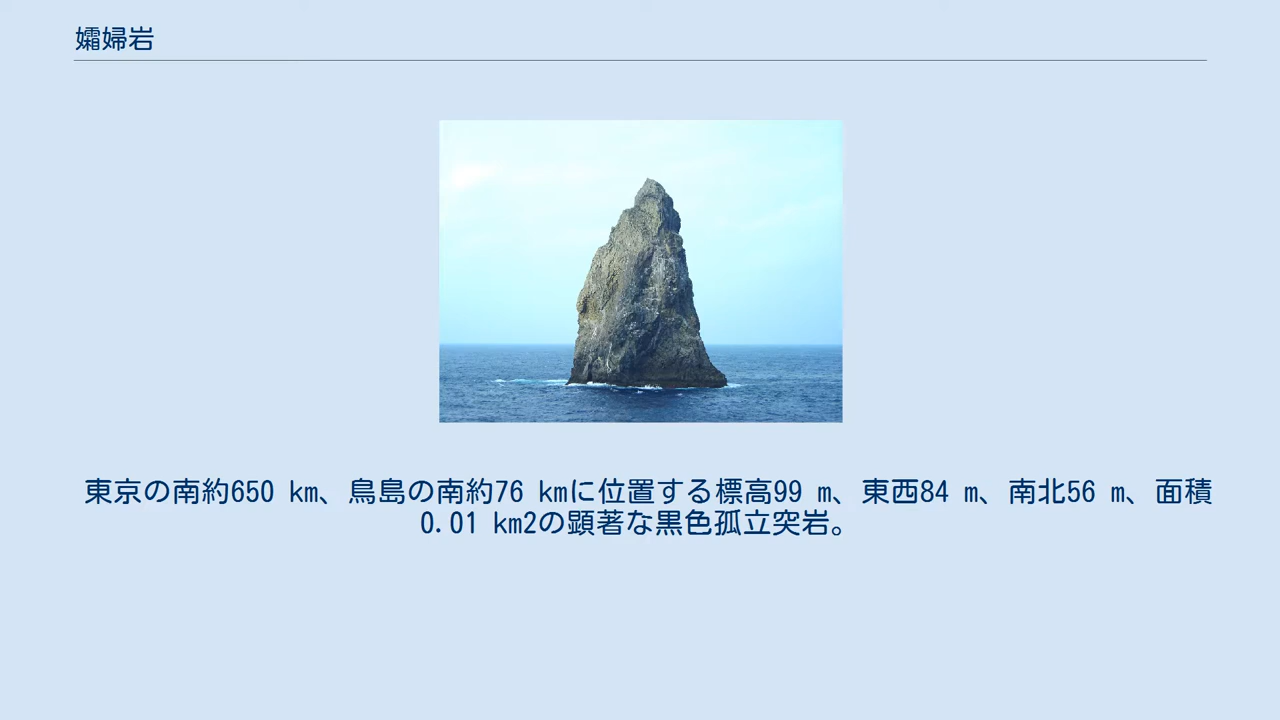 孀婦岩
東京の南約650 km、鳥島の南約76 kmに位置する標高99 m、東西84 m、南北56 m、面積
0.01 km2の顕著な黒色孤立突岩。